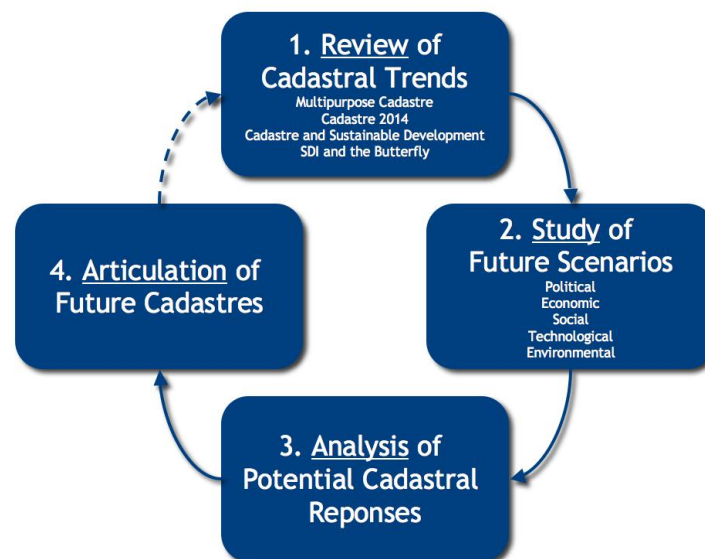 1. Review of
Cadastral Trends
Multipurpose Cadastre
Cadastre 2014
Cadastre and Sustainable Development
SDI and the Butterfly
2. Study of
Future Scenarios
Political
Economic
Social
Technological
Environmental
3. Analysis of
Potential Cadastral
Reponses
4. Articulation of
Future Cadastres